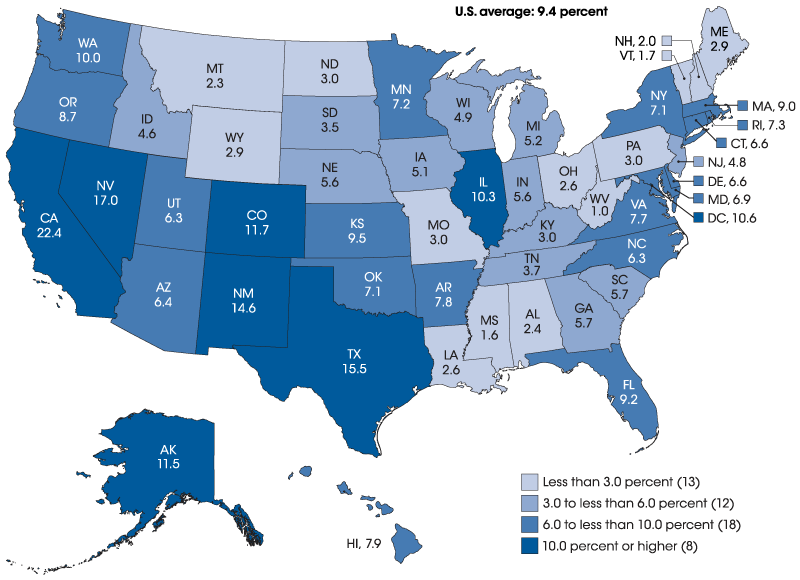 U.S. average: 9.4 percent
WA
10.0
MT
2.3
ND
3.0
MN
7.2
NH, 2.0
VT, 1.7
ME
2.9
OR
8.7
ID
4.6
WY
2.9
SD
3.5
WI
4.9
MI
5.2
NY
7.1
MA, 9.0
RI, 7.3
CT, 6.6
NJ, 4.8
DE, 6.6
MD, 6.9
DC, 10.6
NE
5.6
IA
5.1
IL
10.3
IN
5.6
OH
2.6
PA
3.0
WV
1.0
VA
7.7
CA
22.4
NV
17.0
UT
6.3
CO
11.7
KS
9.5
MO
3.0
KY
3.0
NC
6.3
TN
3.7
SC
5.7
AZ
6.4
NM
14.6
OK
7.1
AR
7.8
MS
1.6
AL
2.4
GA
5.7
TX
15.5
LA
2.6
FL
9.2
AK
11.5
HI, 7.9
Less than 3.0 percent (13)
3.0 to less than 6.0 percent (12)
6.0 to less than 10.0 percent (18)
10.0 percent or higher (8)